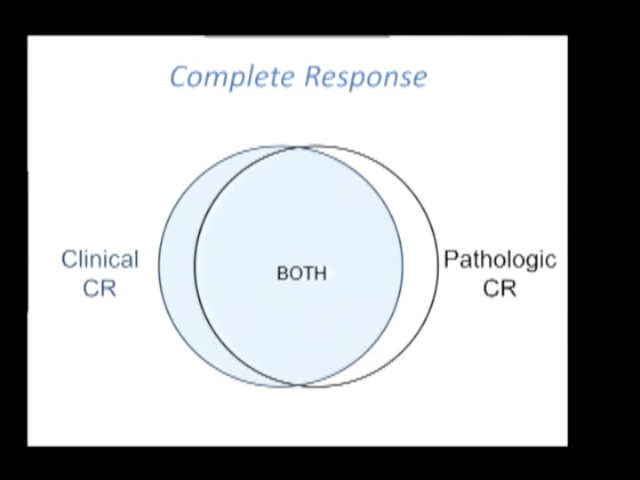 Complete Response
Clinical
CR
BOTH
Pathologic
CR